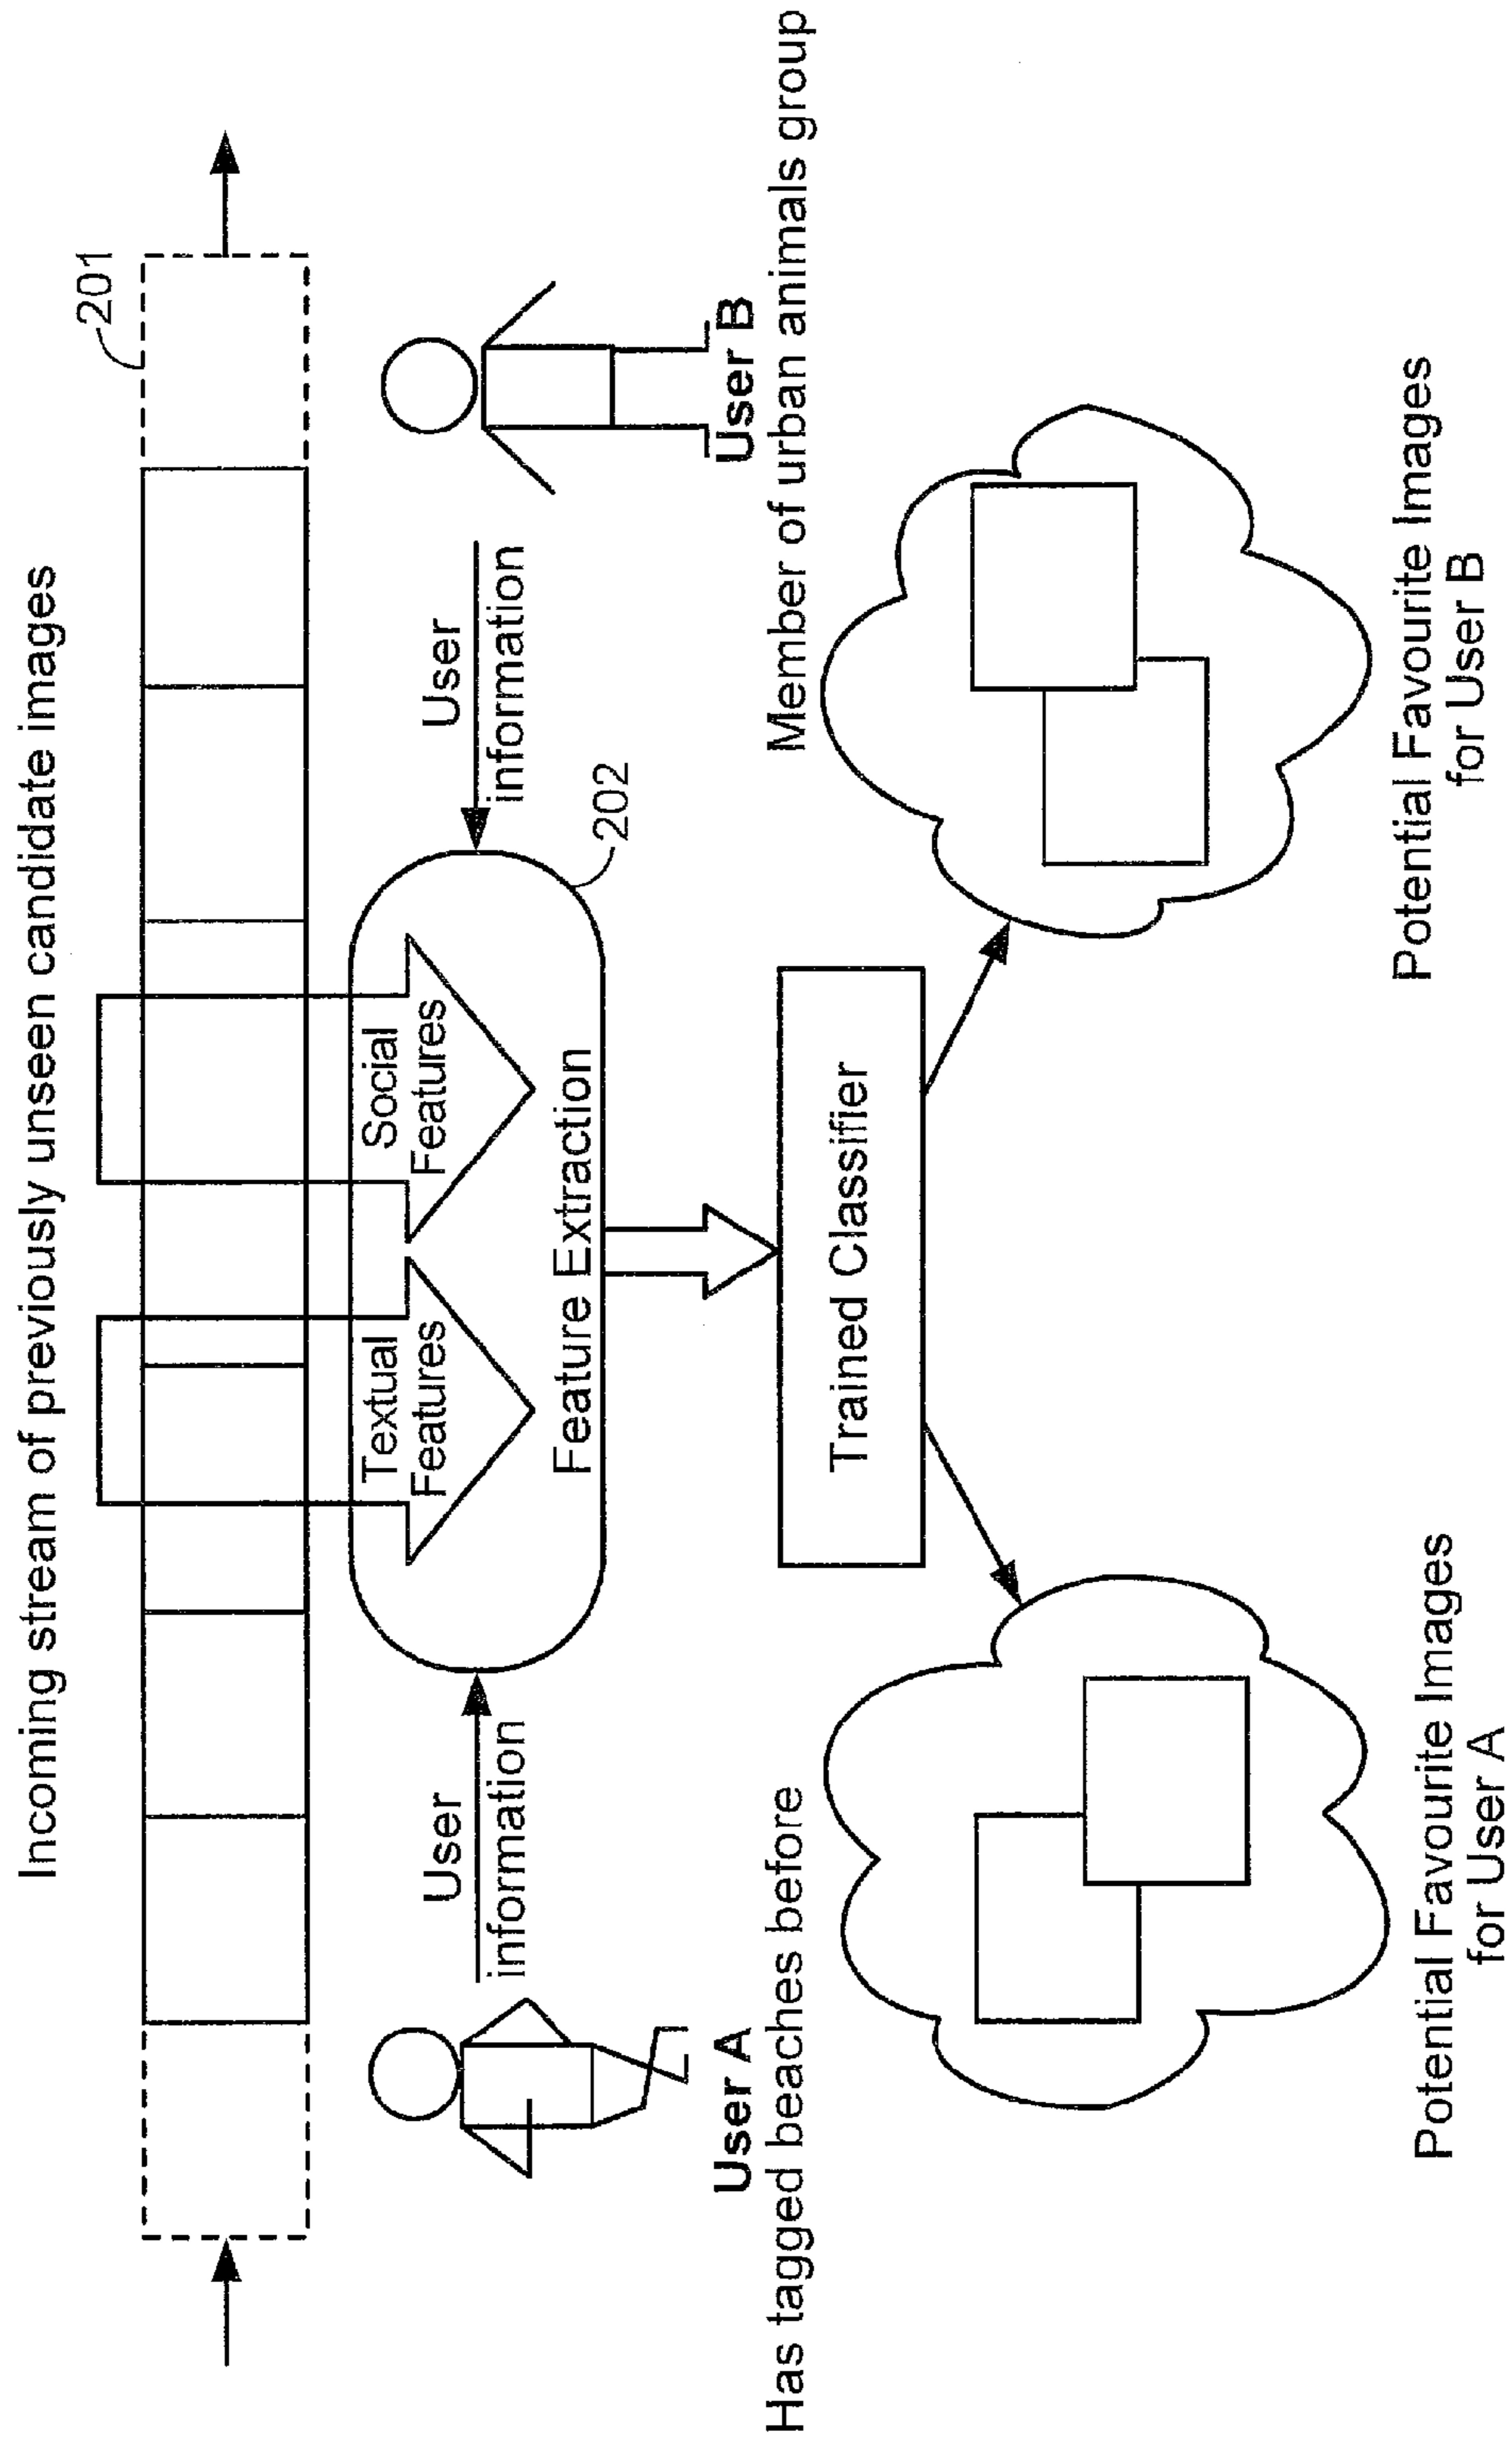 Incoming stream of previously unseen candidate images
201
Textual
Features
Social
Features
Feature Extraction
202
User
information
User
information
User A
Has tagged beaches before
User B
Member of urban animals group
Trained Classifier
Potential Favourite Images
for User A
Potential Favourite Images
for User B